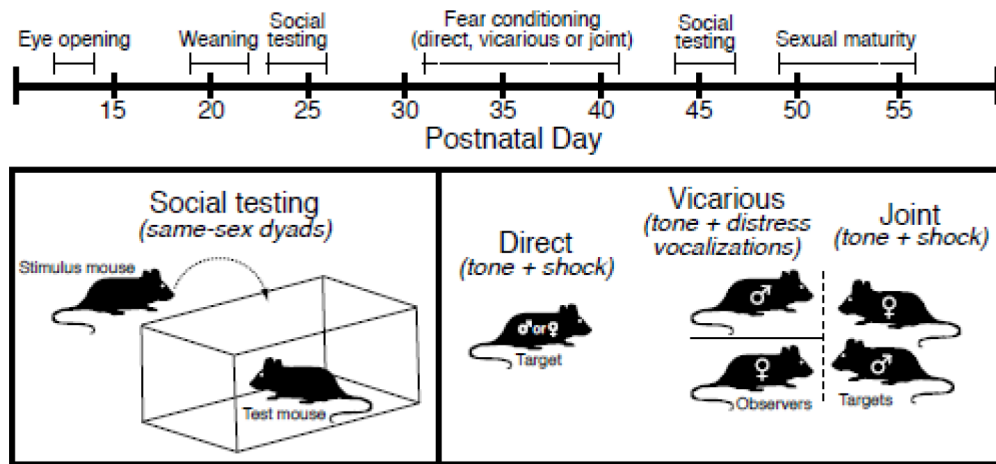 Eye opening
Weaning
Social
testing
Fear conditioning
(direct, vicarious or joint)
Social
testing
Sexual maturity
15 20 25 30 35 40 45 50 55
Postnatal Day
Social testing
(same-sex dyads)
Stimulus mouse
Test mouse
Direct
(tone + shock)
♂or♀
Target
Vicarious
(tone + distress
vocalizations)
♂
♀
Observers
Joint
(tone + shock)
♀
♂
Targets